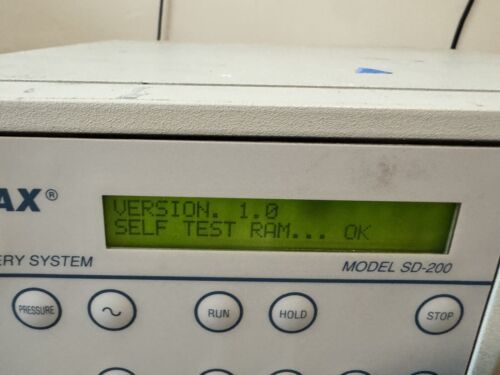 AX®
VERSION. 1.0
SELF TEST RAM... OK
ERY SYSTEM
MODEL SD-200
PRESSURE
RUN
HOLD
STOP